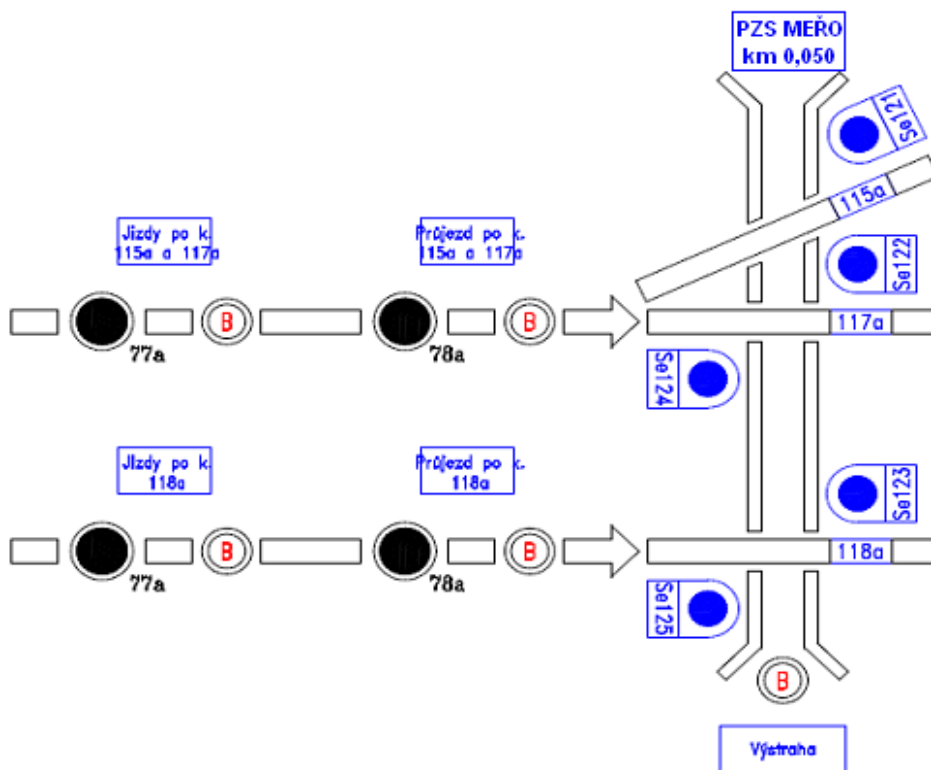 PZS MEŘO
km 0,050
Se121
115a
Jízdy po k.
115a a 117a
Průjezd po k.
115a a 117a
Se122
B
B
117a
77a
78a
Se124
Jízdy po k.
118a
Průjezd po k.
118a
Se123
B
B
118a
77a
78a
Se125
B
Výstraha